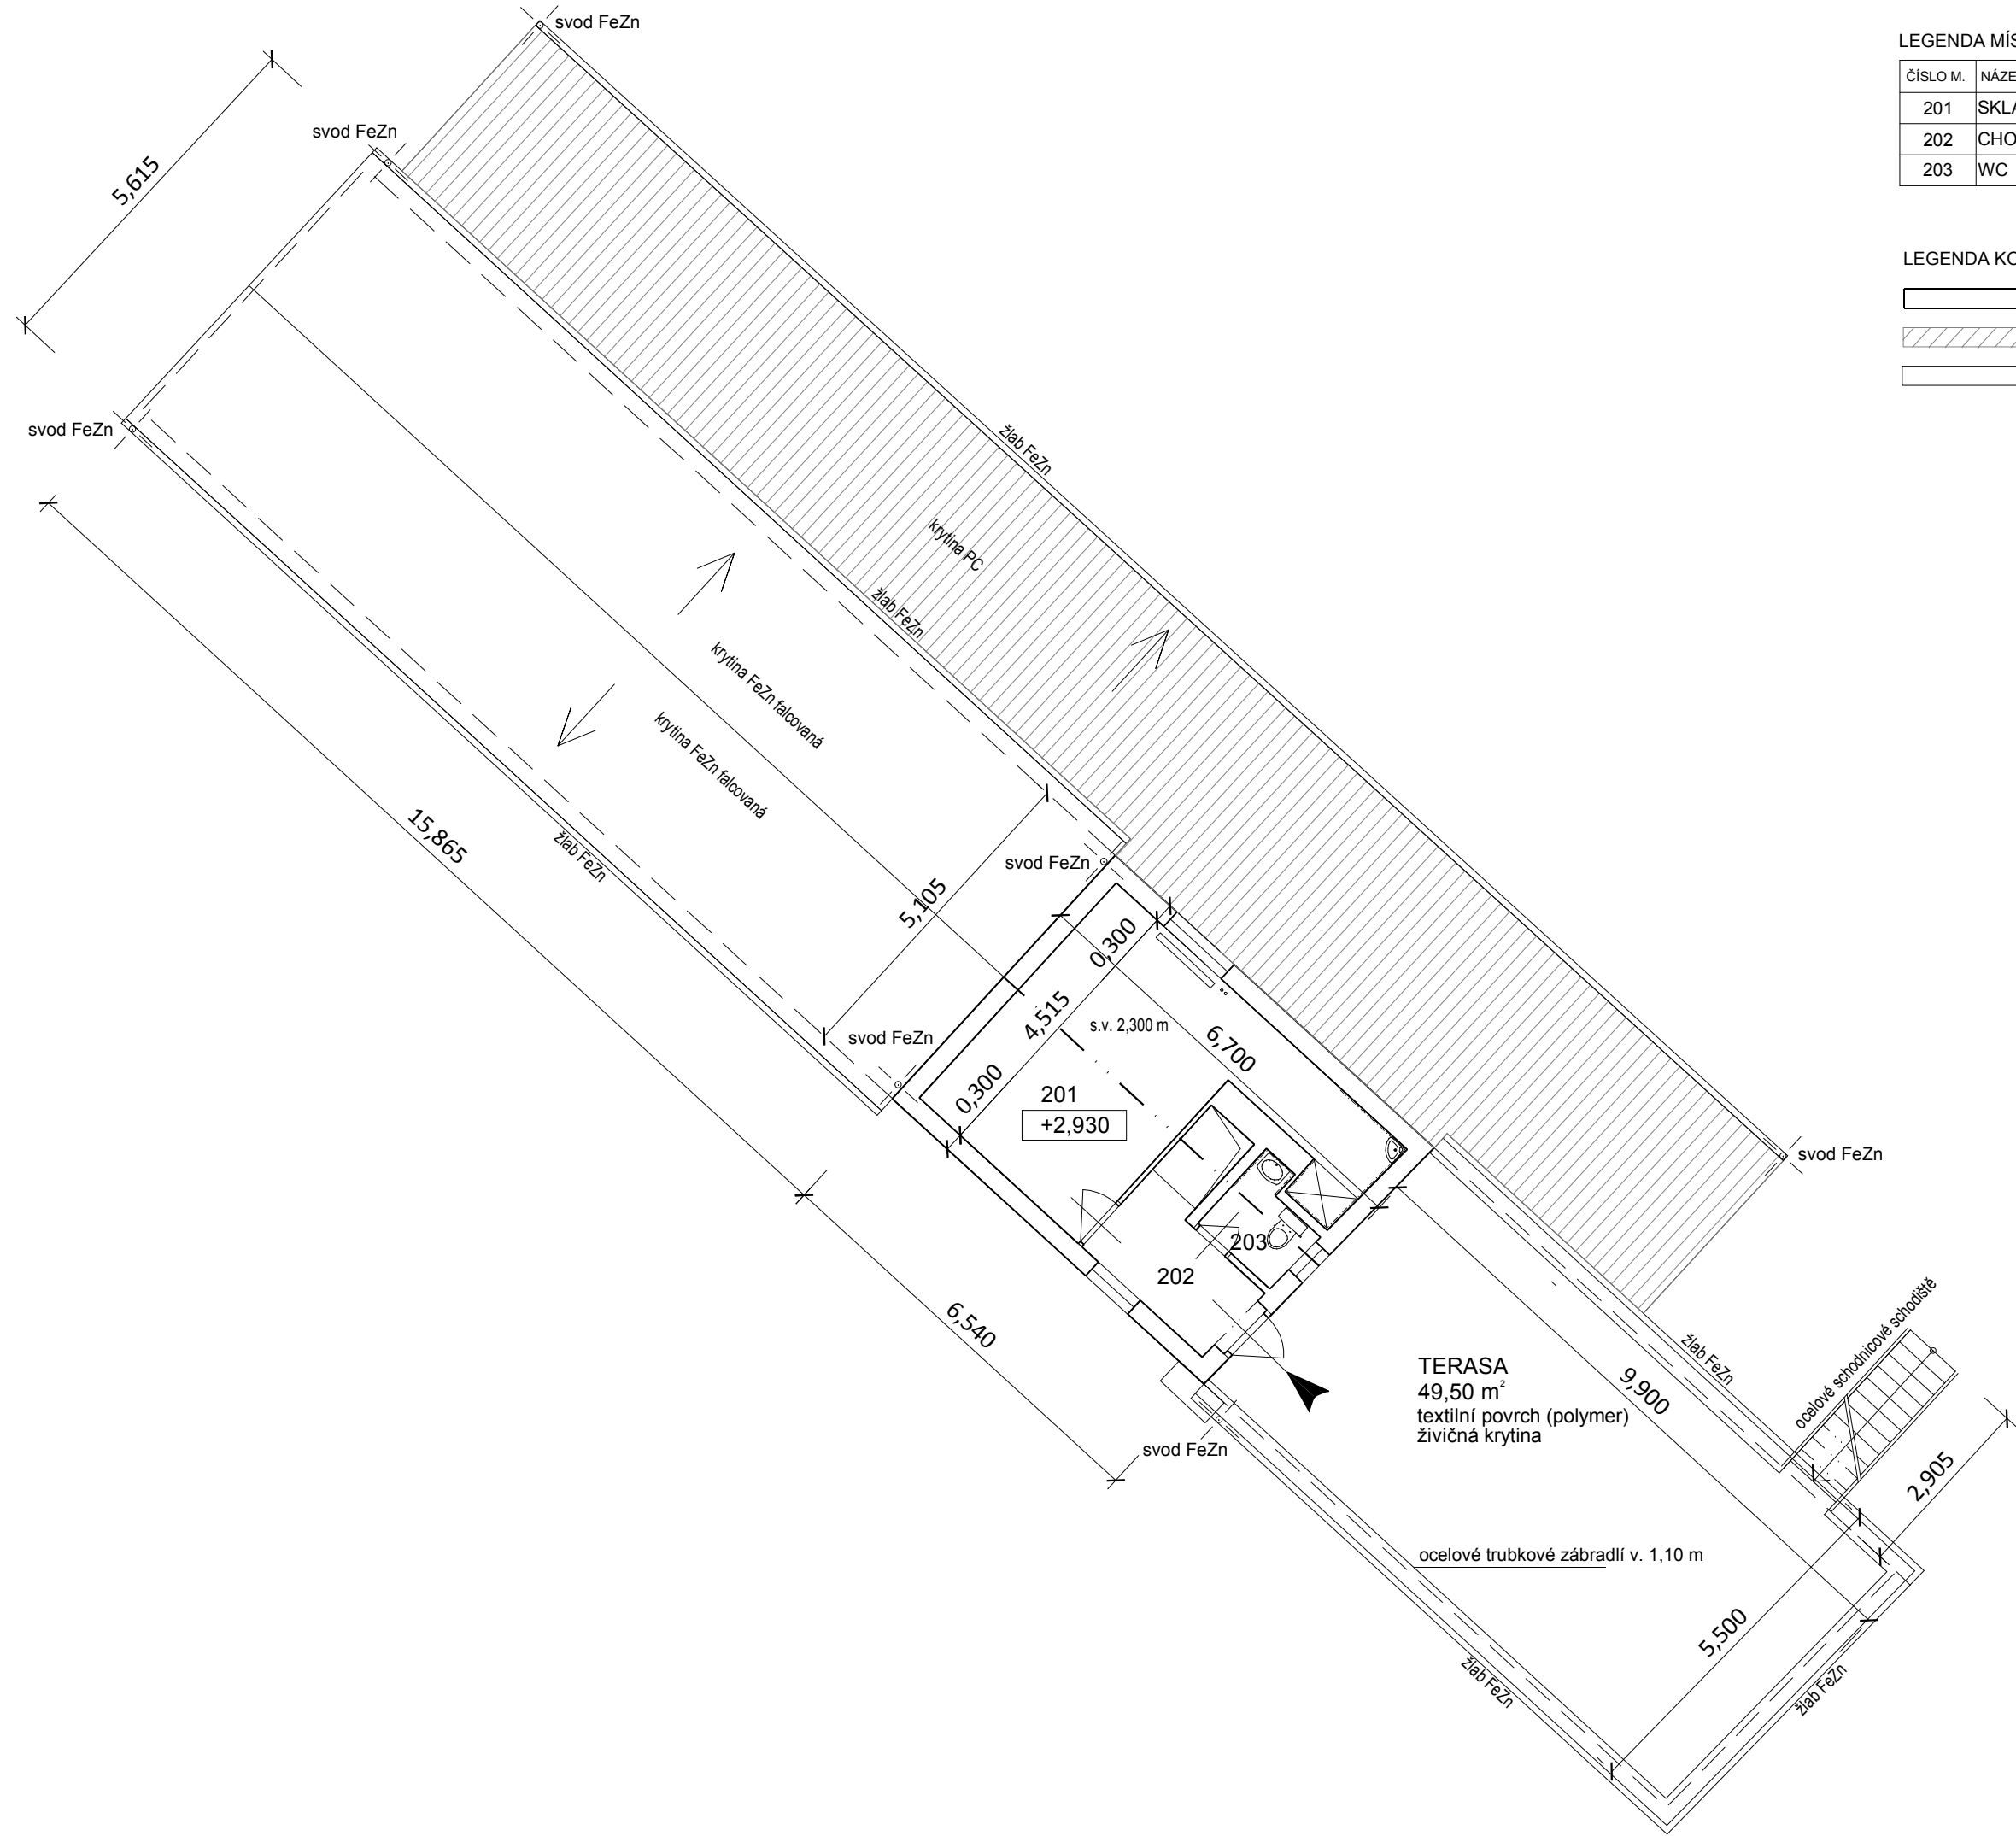 svod FeZn
LEGENDA MÍS
ČÍSLO M. NÁZE
201 SKLA
202 CHO
203 WC
svod FeZn
5,615
LEGENDA KO
svod FeZn
žlab FeZn
krytina PC
žlab FeZn
krytina FeZn falcovaná
krytina FeZn falcovaná
15,865
žlab FeZn
svod FeZn
5,105
0,300
4,515
s.v. 2,300 m
6,700
svod FeZn
0,300
201
+2,930
svod FeZn
203
202
6,540
ocelové schodnicové schodiště
žlab FeZn
TERASA
49,50 m²
textilní povrch (polymer)
živičná krytina
9,900
svod FeZn
2,905
ocelové trubkové zábradlí v. 1,10 m
5,500
žlab FeZn
žlab FeZn